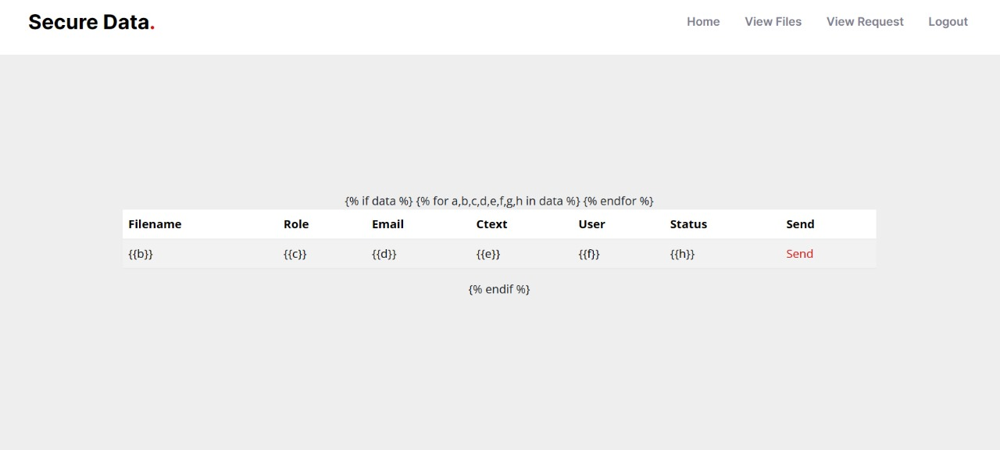 Secure Data.
Home View Files View Request Logout
{% if data %} {% for a,b,c,d,e,f,g,h in data %} {% endfor %}
Filename Role Email Ctext User Status Send
{{b}} {{c}} {{d}} {{e}} {{f}} {{h}} Send
{% endif %}